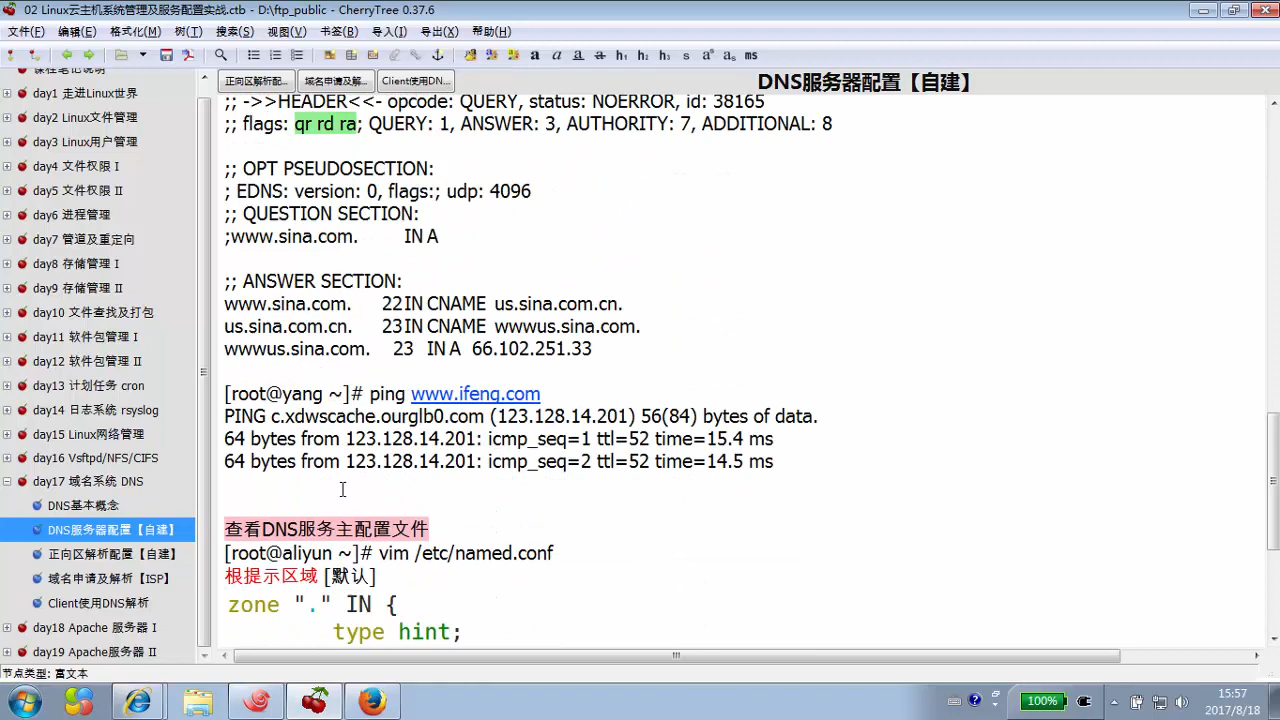 02 Linux云主机系统管理及服务配置实战.ctb - D:\ftp_public - CherryTree 0.37.6
文件(F) 编辑(E) 格式化(M) 树(T) 搜索(S) 视图(V) 书签(B) 导入(I) 导出(X) 帮助(H)
a a a a a h₁ h₂ h₃ s aˢ aₛ ms
课程笔记说明
day1 走进Linux世界
day2 Linux文件管理
day3 Linux用户管理
day4 文件权限 I
day5 文件权限 II
day6 进程管理
day7 管道及重定向
day8 存储管理 I
day9 存储管理 II
day10 文件查找及打包
day11 软件包管理 I
day12 软件包管理 II
day13 计划任务 cron
day14 日志系统 rsyslog
day15 Linux网络管理
day16 Vsftpd/NFS/CIFS
day17 域名系统 DNS
DNS基本概念
DNS服务器配置【自建】
正向区解析配置【自建】
域名申请及解析【ISP】
Client使用DNS解析
day18 Apache 服务器 I
day19 Apache服务器 II
节点类型: 富文本
正向区解析配... 域名申请及解... Client使用DN...
DNS服务器配置【自建】
;; ->>HEADER<<- opcode: QUERY, status: NOERROR, id: 38165
;; flags: qr rd ra; QUERY: 1, ANSWER: 3, AUTHORITY: 7, ADDITIONAL: 8
;; OPT PSEUDOSECTION:
; EDNS: version: 0, flags:; udp: 4096
;; QUESTION SECTION:
;www.sina.com. IN A
;; ANSWER SECTION:
www.sina.com. 22 IN CNAME us.sina.com.cn.
us.sina.com.cn. 23 IN CNAME wwwus.sina.com.
wwwus.sina.com. 23 IN A 66.102.251.33
[root@yang ~]# ping www.ifeng.com
PING c.xdwscache.ourglb0.com (123.128.14.201) 56(84) bytes of data.
64 bytes from 123.128.14.201: icmp_seq=1 ttl=52 time=15.4 ms
64 bytes from 123.128.14.201: icmp_seq=2 ttl=52 time=14.5 ms
查看DNS服务主配置文件
[root@aliyun ~]# vim /etc/named.conf
根提示区域 [默认]
zone "." IN {
type hint;
100%
15:57
2017/8/18